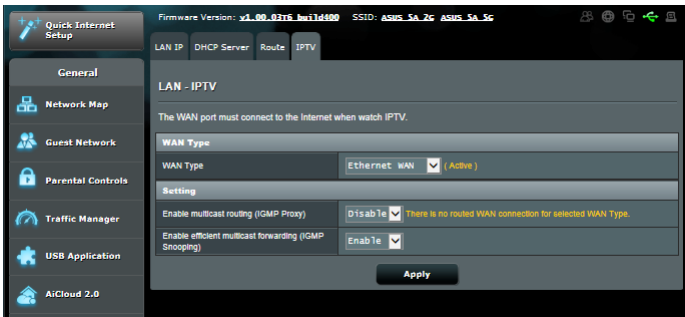 Quick Internet
Setup
Firmware Version: v1.00.03T6 build400 SSID: ASUS_5A_2G ASUS_5A_5G
LAN IP DHCP Server Route IPTV
General
LAN - IPTV
Network Map
The WAN port must connect to the Internet when watch IPTV.
Guest Network
WAN Type
WAN Type Ethernet WAN (Active)
Parental Controls
Setting
Traffic Manager
Enable multicast routing (IGMP Proxy) Disable There is no routed WAN connection for selected WAN Type.
Enable efficient multicast forwarding (IGMP
Snooping) Enable
USB Application
Apply
AiCloud 2.0